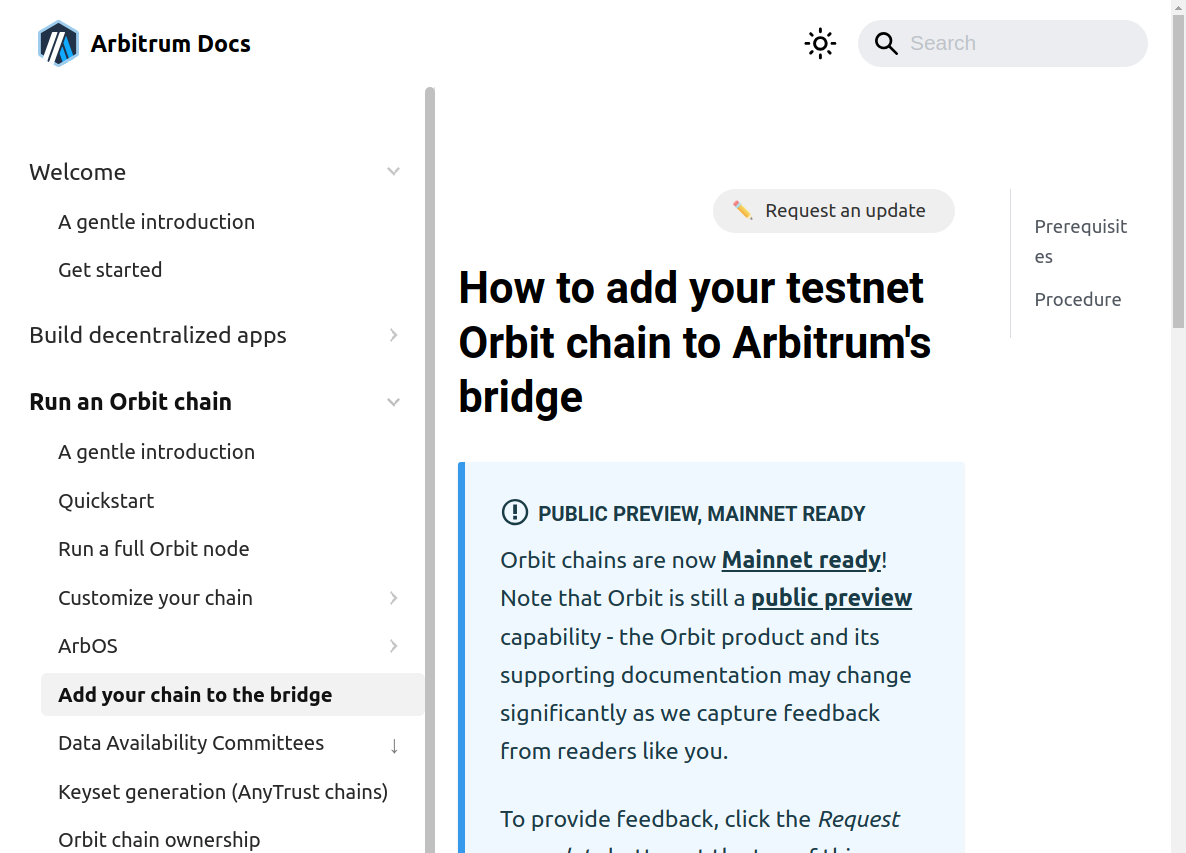 Arbitrum Docs
Search
Welcome
A gentle introduction
Get started
Build decentralized apps
Run an Orbit chain
A gentle introduction
Quickstart
Run a full Orbit node
Customize your chain
ArbOS
Add your chain to the bridge
Data Availability Committees ↓
Keyset generation (AnyTrust chains)
Orbit chain ownership
✏️ Request an update
How to add your testnet
Orbit chain to Arbitrum's
bridge
PUBLIC PREVIEW, MAINNET READY
Orbit chains are now Mainnet ready!
Note that Orbit is still a public preview
capability - the Orbit product and its
supporting documentation may change
significantly as we capture feedback
from readers like you.
To provide feedback, click the Request
Prerequisit
es
Procedure